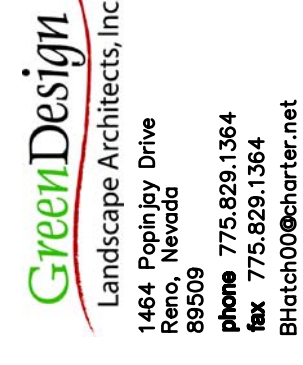 GreenDesign
Landscape Architects, Inc
1464 Popinjay Drive
Reno, Nevada
89509
phone 775.829.1364
fax 775.829.1364
BHatch00@charter.net